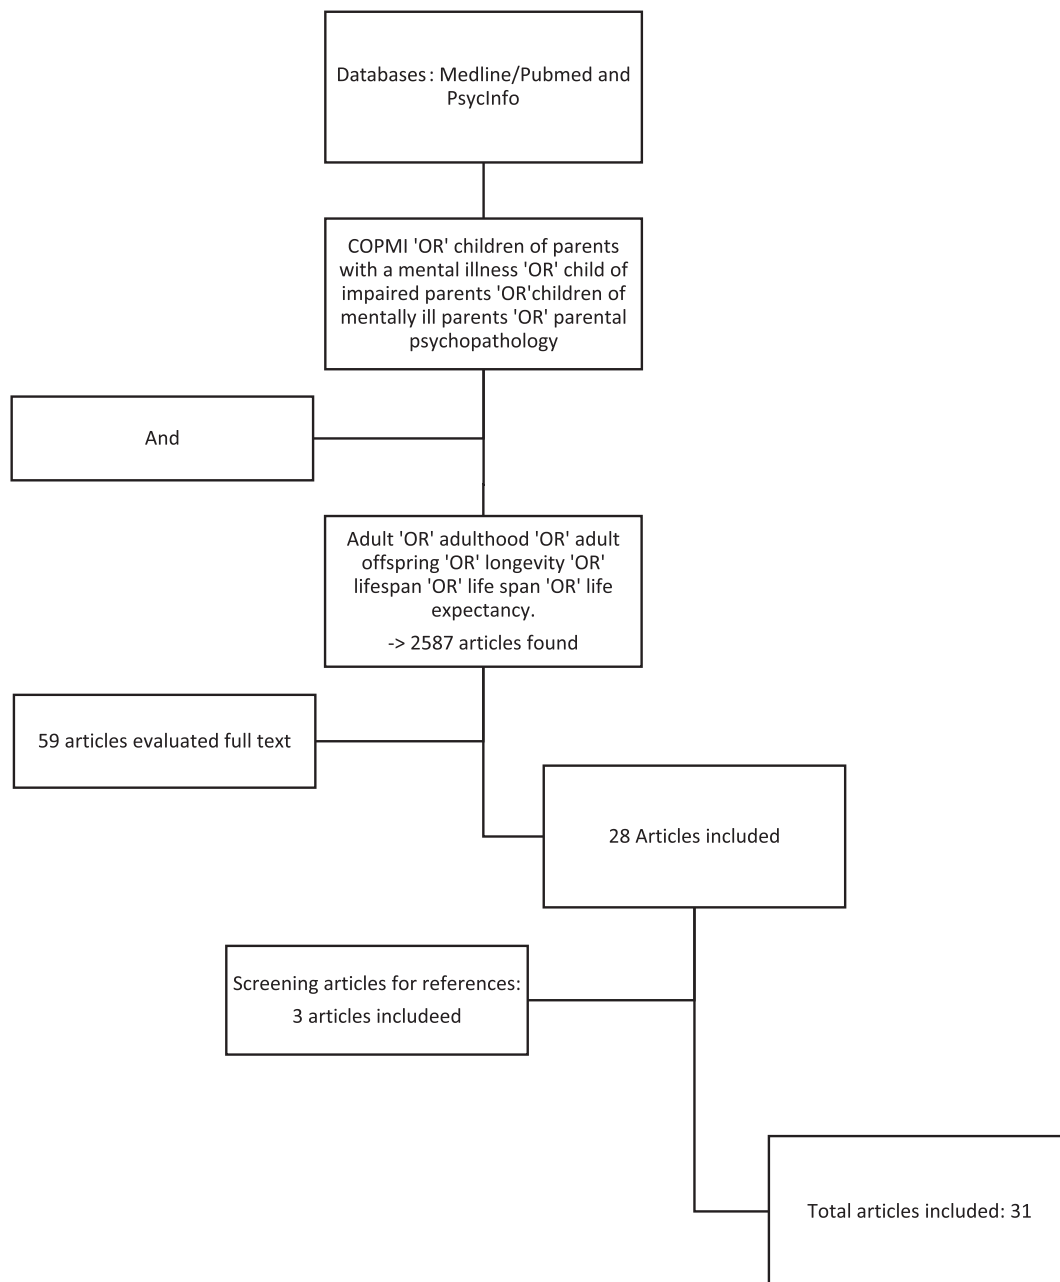 Databases : Medline/Pubmed and
PsycInfo
COPMI 'OR' children of parents
with a mental illness 'OR' child of
impaired parents 'OR'children of
mentally ill parents 'OR' parental
psychopathology
And
Adult 'OR' adulthood 'OR' adult
offspring 'OR' longevity 'OR'
lifespan 'OR' life span 'OR' life
expectancy.
-> 2587 articles found
59 articles evaluated full text
28 Articles included
Screening articles for references:
3 articles includeed
Total articles included: 31